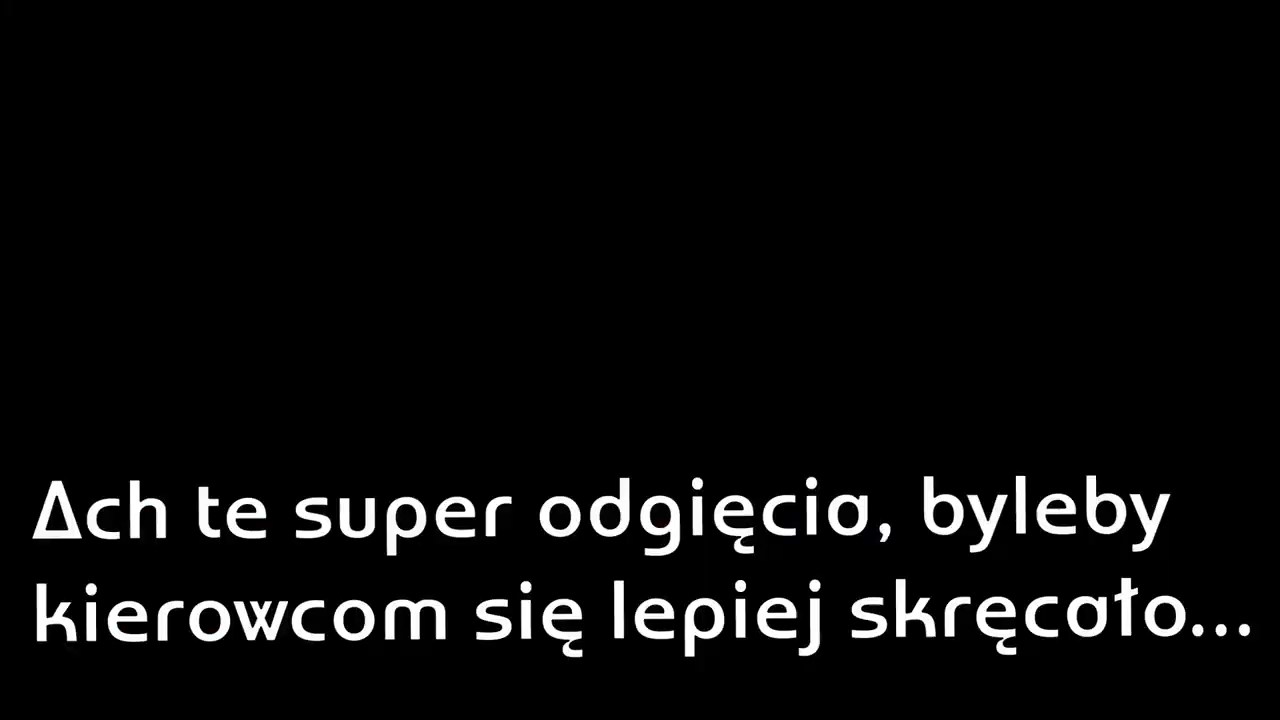 Ach te super odgięcia, byleby
kierowcom się lepiej skręcało...